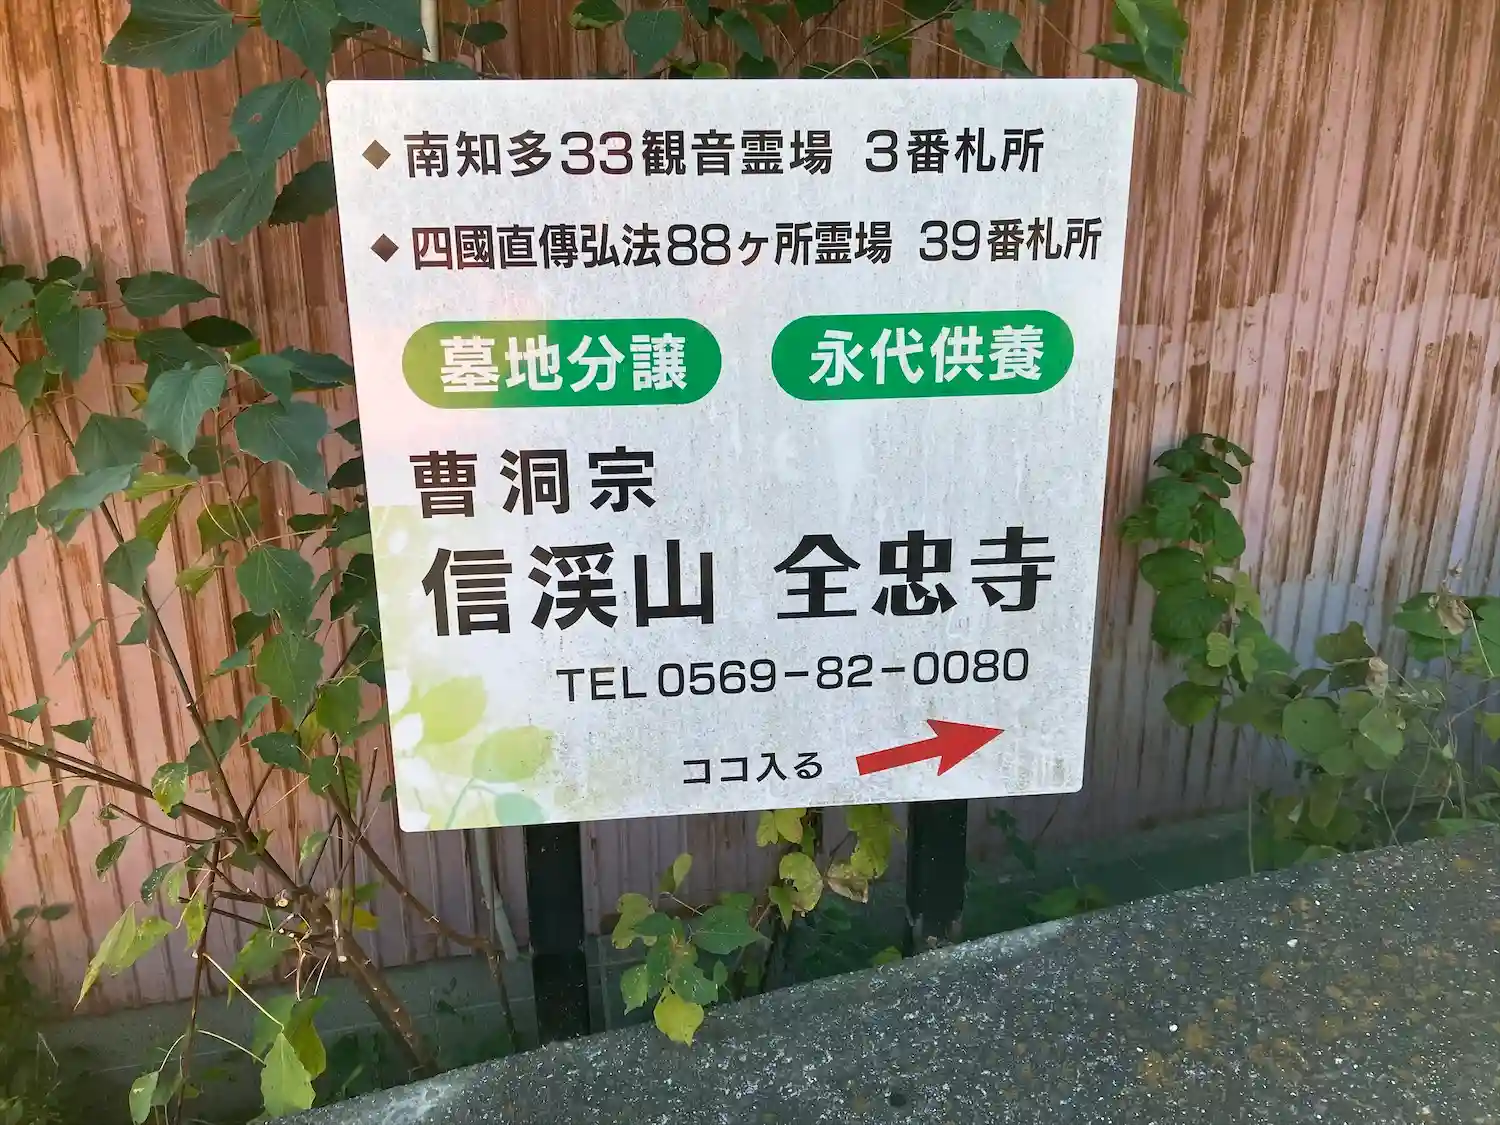 ◆南知多33観音霊場 3番札所
◆四國直傳弘法88ヶ所霊場 39番札所
墓地分譲 永代供養
曹洞宗
信渓山 全忠寺
TEL0569-82-0080
ココ入る